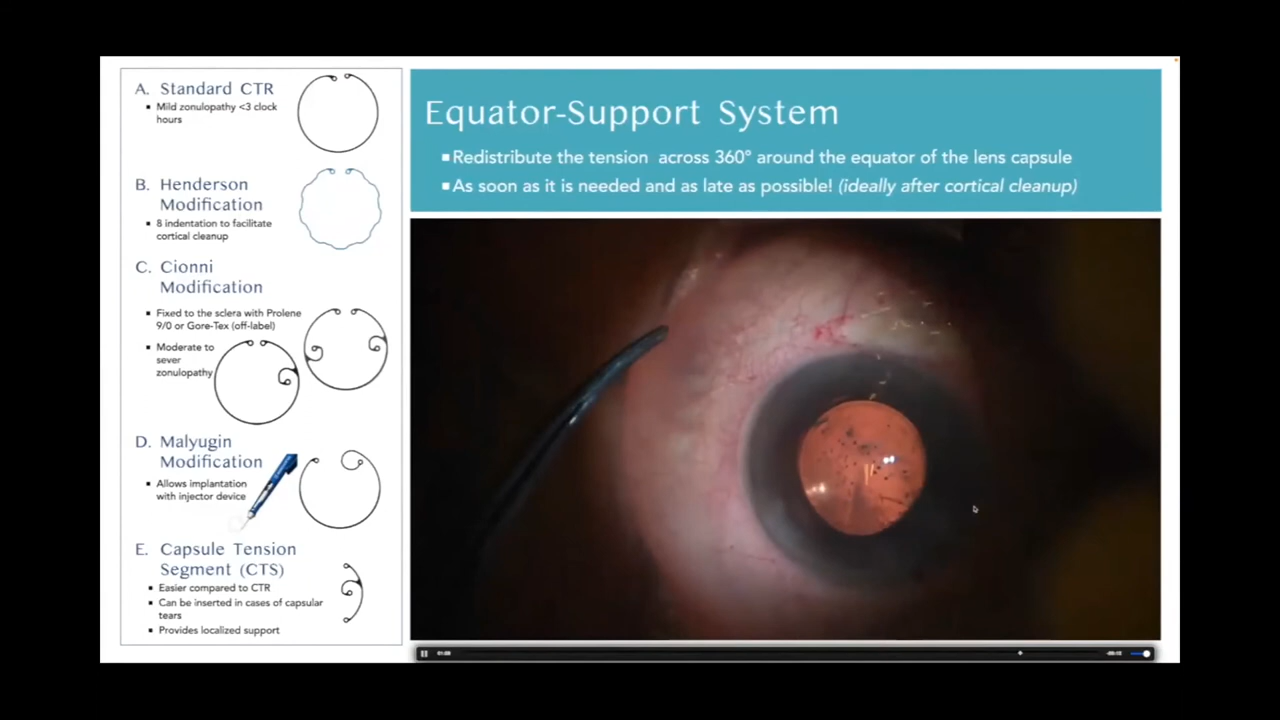 A. Standard CTR
▪ Mild zonulopathy <3 clock
hours
B. Henderson
Modification
▪ 8 indentation to facilitate
cortical cleanup
C. Cionni
Modification
▪ Fixed to the sclera with Prolene
9/0 or Gore-Tex (off-label)
▪ Moderate to
sever
zonulopathy
D. Malyugin
Modification
▪ Allows implantation
with injector device
E. Capsule Tension
Segment (CTS)
▪ Easier compared to CTR
▪ Can be inserted in cases of capsular
tears
▪ Provides localized support
Equator-Support System
▪ Redistribute the tension across 360° around the equator of the lens capsule
▪ As soon as it is needed and as late as possible! (ideally after cortical cleanup)